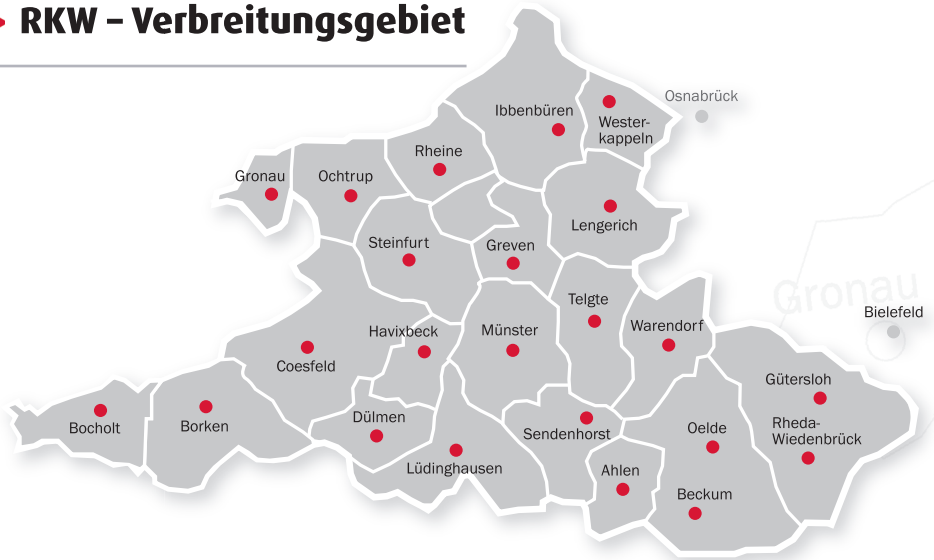 RKW – Verbreitungsgebiet
Osnabrück
Ibbenbüren
Wester-
kappeln
Rheine
Gronau
Ochtrup
Lengerich
Steinfurt
Greven
Gronau
Telgte
Bielefeld
Havixbeck
Münster
Warendorf
Coesfeld
Gütersloh
Bocholt
Borken
Dülmen
Sendenhorst
Oelde
Rheda-
Wiedenbrück
Lüdinghausen
Ahlen
Beckum